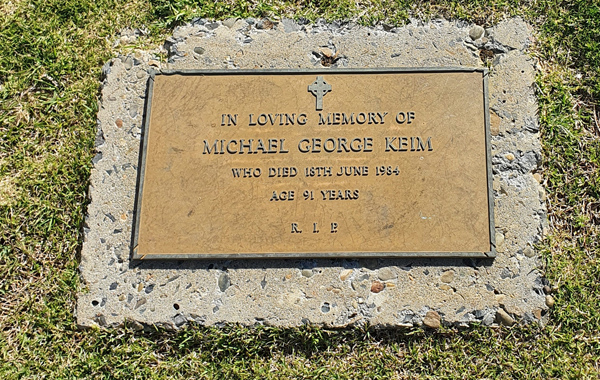 IN LOVING MEMORY OF
MICHAEL GEORGE KEIM
WHO DIED 18TH JUNE 1984
AGE 91 YEARS
R. I. P.